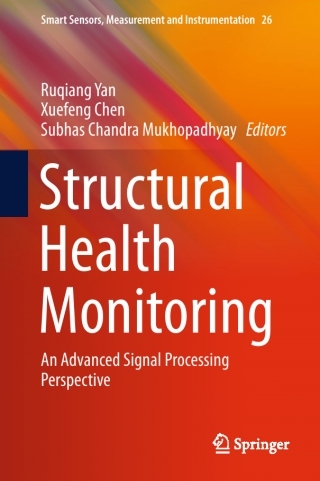 Smart Sensors, Measurement and Instrumentation 26
Ruqiang Yan
Xuefeng Chen
Subhas Chandra Mukhopadhyay Editors
Structural
Health
Monitoring
An Advanced Signal Processing
Perspective
Springer